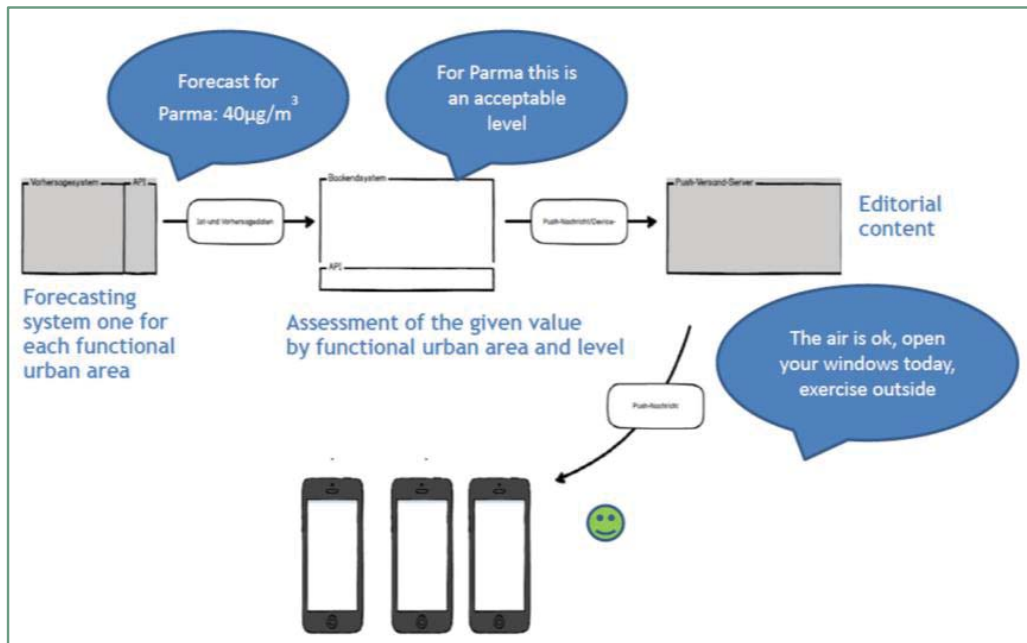 Forecast for
Parma: 40µg/m³
For Parma this is
an acceptable
level
Vorhersagesystem
API
Ist-und Vorhersagedaten
Backendsystem
API
Push-Nachricht/Device-
Push-Versand-Server
Editorial
content
Forecasting
system one for
each functional
urban area
Assessment of the given value
by functional urban area and level
The air is ok, open
your windows today,
exercise outside
Push-Nachricht